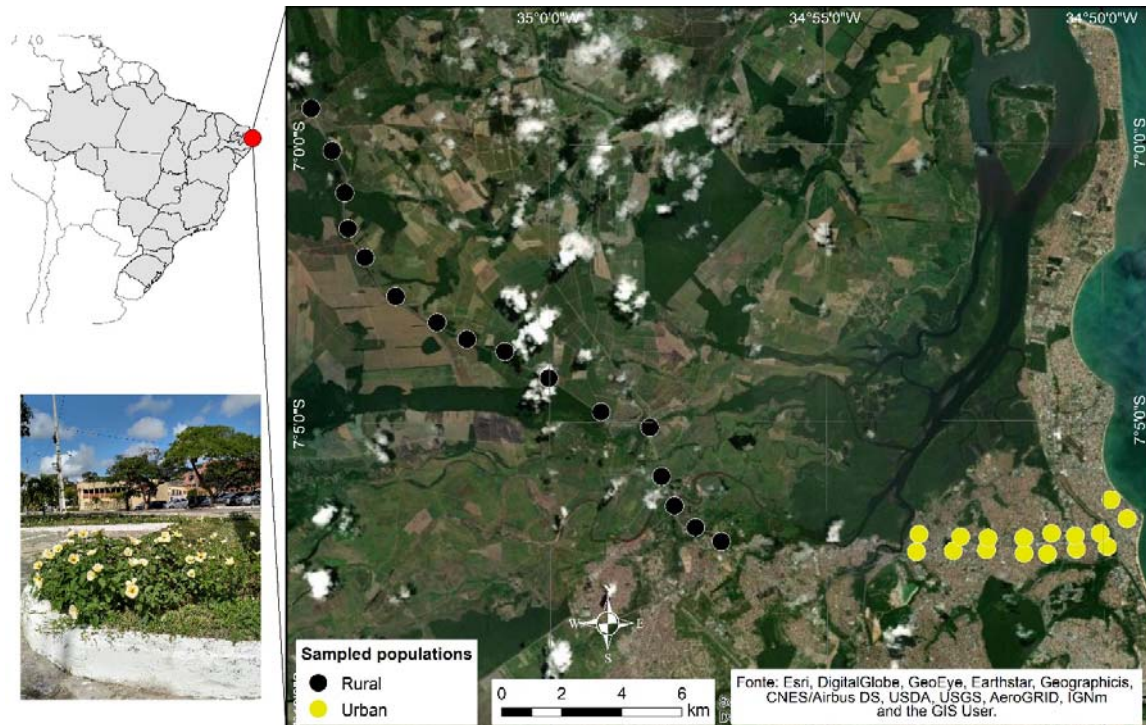 35°0'0"W
34°55'0"W
34°50'0"W
7°0'0"S
7°0'0"S
7°5'0"S
7°5'0"S
W
E
S
Sampled populations
Rural
Urban
0 2 4 6
km
Fonte: Esri, DigitalGlobe, GeoEye, Earthstar, Geographicis,
CNES/Airbus DS, USDA, USGS, AeroGRID, IGNm
and the GIS User.